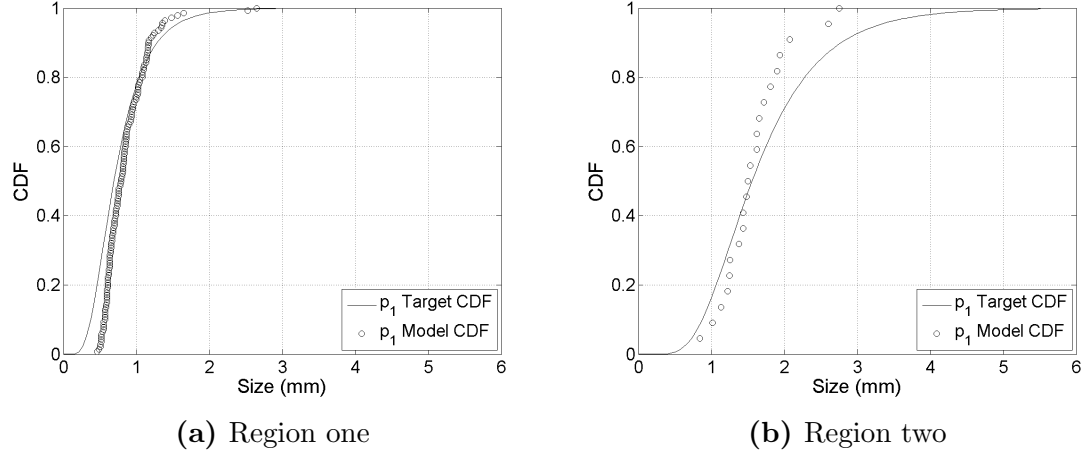 1
0.8
0.6
0.4
0.2
0
CDF
0 1 2 3 4 5 6
Size (mm)
p1 Target CDF
p1 Model CDF
(a) Region one
1
0.8
0.6
0.4
0.2
0
CDF
0 1 2 3 4 5 6
Size (mm)
p1 Target CDF
p1 Model CDF
(b) Region two